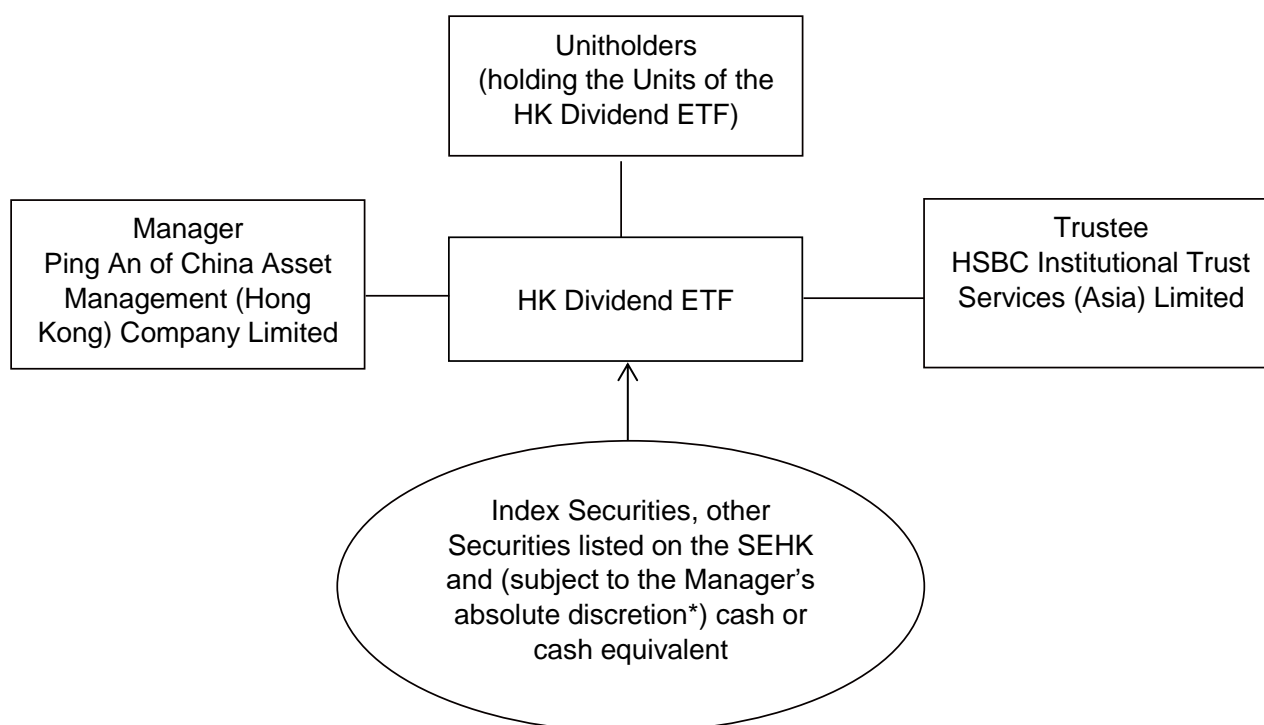 Unitholders
(holding the Units of the
HK Dividend ETF)
Manager
Ping An of China Asset
Management (Hong
Kong) Company Limited
HK Dividend ETF
Trustee
HSBC Institutional Trust
Services (Asia) Limited
Index Securities, other
Securities listed on the SEHK
and (subject to the Manager’s
absolute discretion*) cash or
cash equivalent